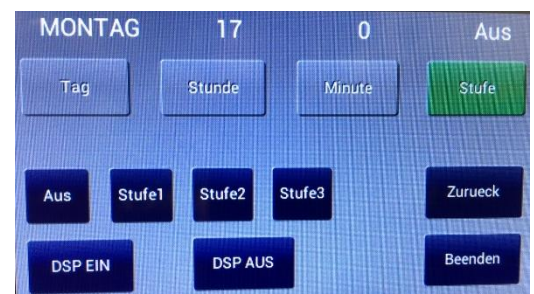 MONTAG 17 0 Aus
Tag Stunde Minute Stufe
Aus Stufe1 Stufe2 Stufe3 Zurueck
DSP EIN DSP AUS Beenden